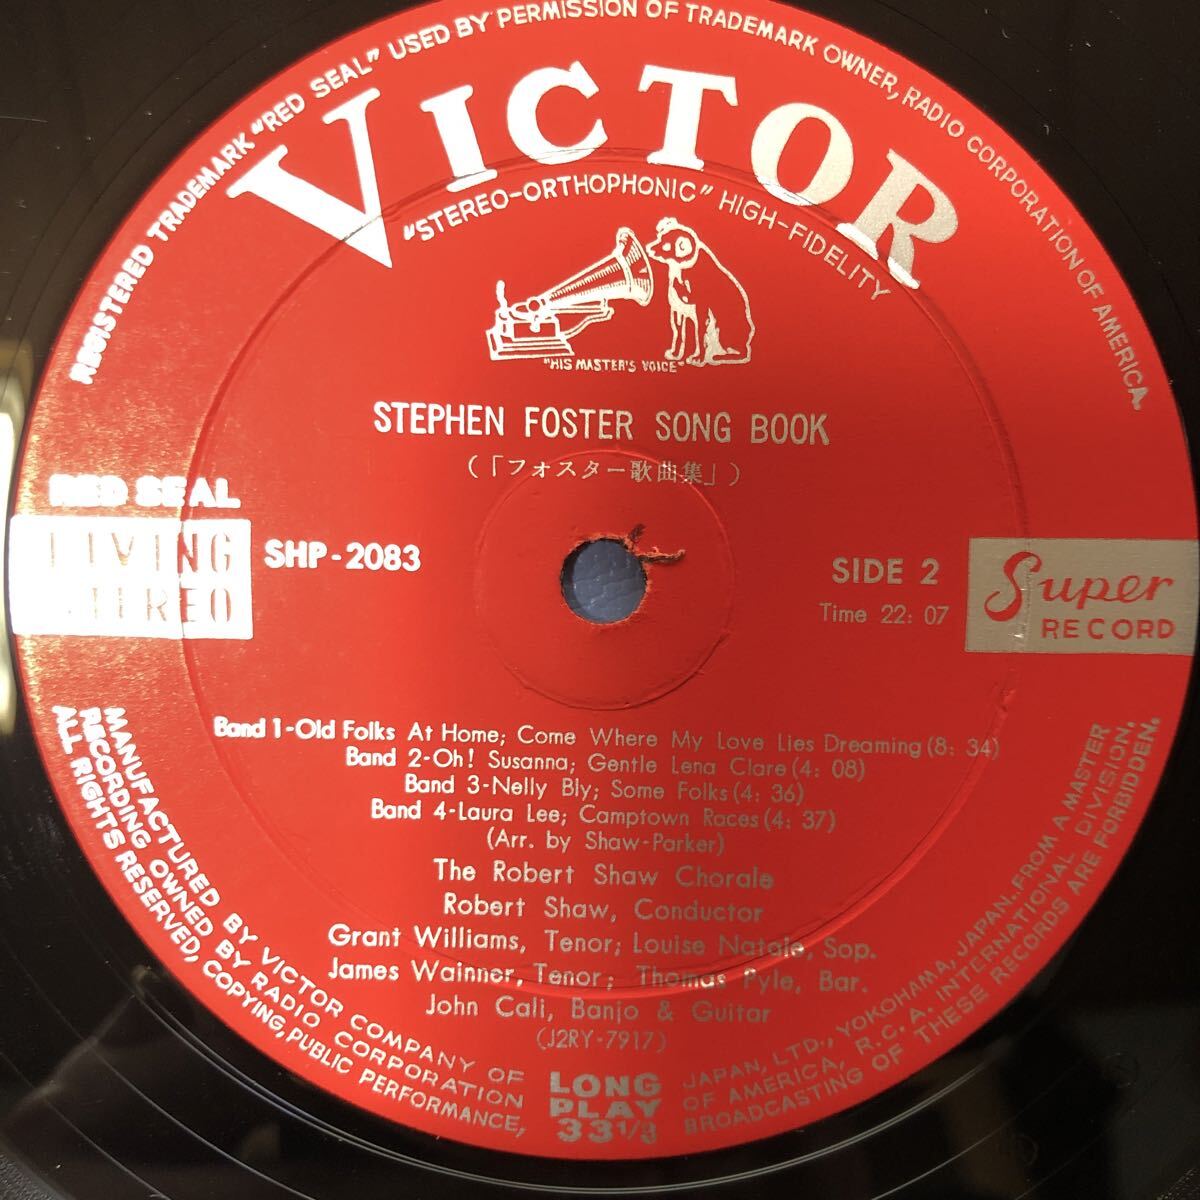 REGISTERED TRADEMARK "RED SEAL" USED BY PERMISSION OF TRADEMARK OWNER, RADIO CORPORATION OF AMERICA.
VICTOR
"STEREO-ORTHOPHONIC" HIGH-FIDELITY
"HIS MASTER'S VOICE"
STEPHEN FOSTER SONG BOOK
(「フォスター歌曲集」)
RED SEAL
LIVING
STEREO
SHP-2083
SIDE 2
Time 22: 07
Super
RECORD
Band 1-Old Folks At Home; Come Where My Love Lies Dreaming (8: 34)
Band 2-Oh! Susanna; Gentle Lena Clare (4: 08)
Band 3-Nelly Bly; Some Folks (4: 36)
Band 4-Laura Lee; Camptown Races (4: 37)
(Arr. by Shaw-Parker)
The Robert Shaw Chorale
Robert Shaw, Conductor
Grant Williams, Tenor; Louise Natale, Sop.
James Wainner, Tenor; Thomas Pyle, Bar.
John Cali, Banjo & Guitar
(J2RY-7917)
LONG
PLAY
33 1/3
MANUFACTURED BY VICTOR COMPANY OF JAPAN, LTD., YOKOHAMA, JAPAN. FROM A MASTER
RECORDING OWNED BY RADIO CORPORATION OF AMERICA, R.C.A. INTERNATIONAL DIVISION.
ALL RIGHTS RESERVED, COPYING, PUBLIC PERFORMANCE, BROADCASTING OF THESE RECORDS ARE FORBIDDEN.